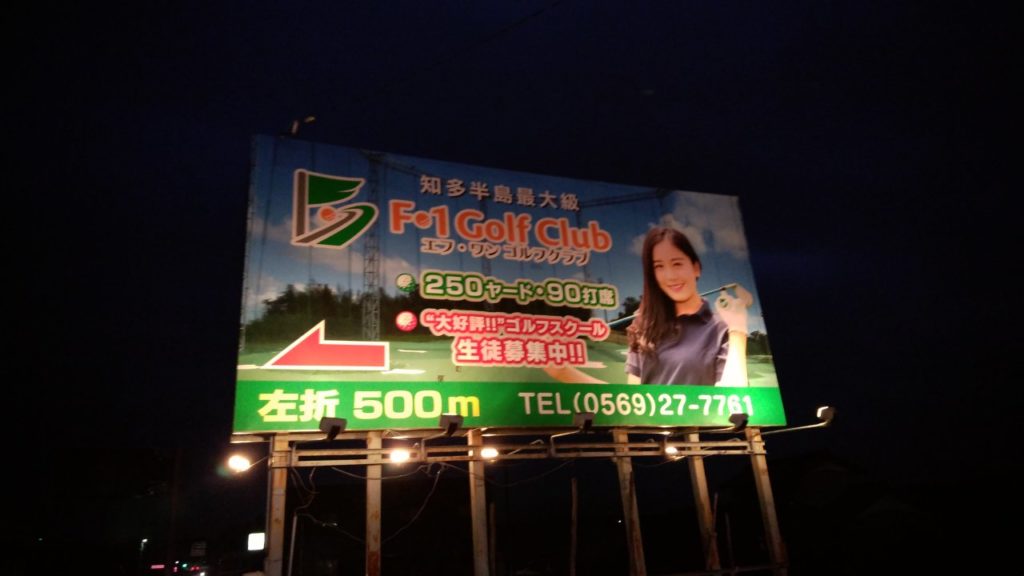 知多半島最大級
F・1 Golf Club
エフ・ワン ゴルフクラブ
250ヤード・90打席
“大好評!!”ゴルフスクール
生徒募集中!!
左折 500m
TEL(0569)27-7761